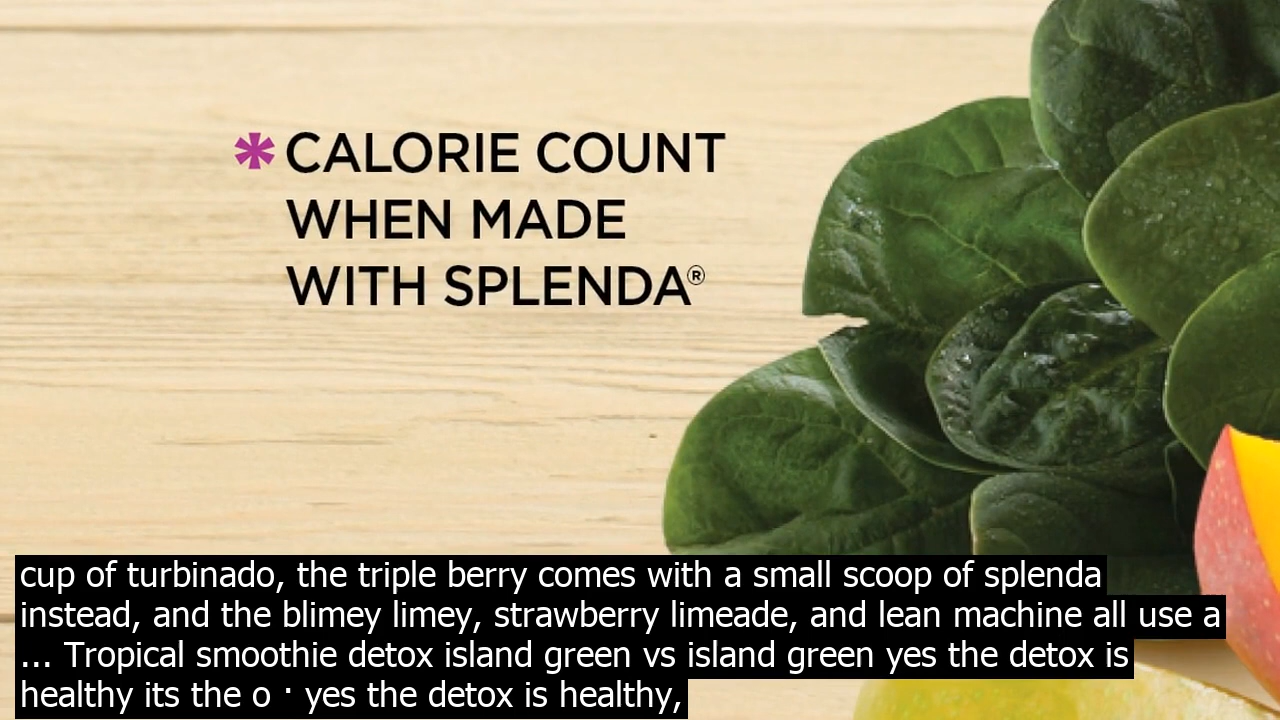 * CALORIE COUNT
WHEN MADE
WITH SPLENDA®
cup of turbinado, the triple berry comes with a small scoop of splenda
instead, and the blimey limey, strawberry limeade, and lean machine all use a
... Tropical smoothie detox island green vs island green yes the detox is
healthy its the o · yes the detox is healthy,